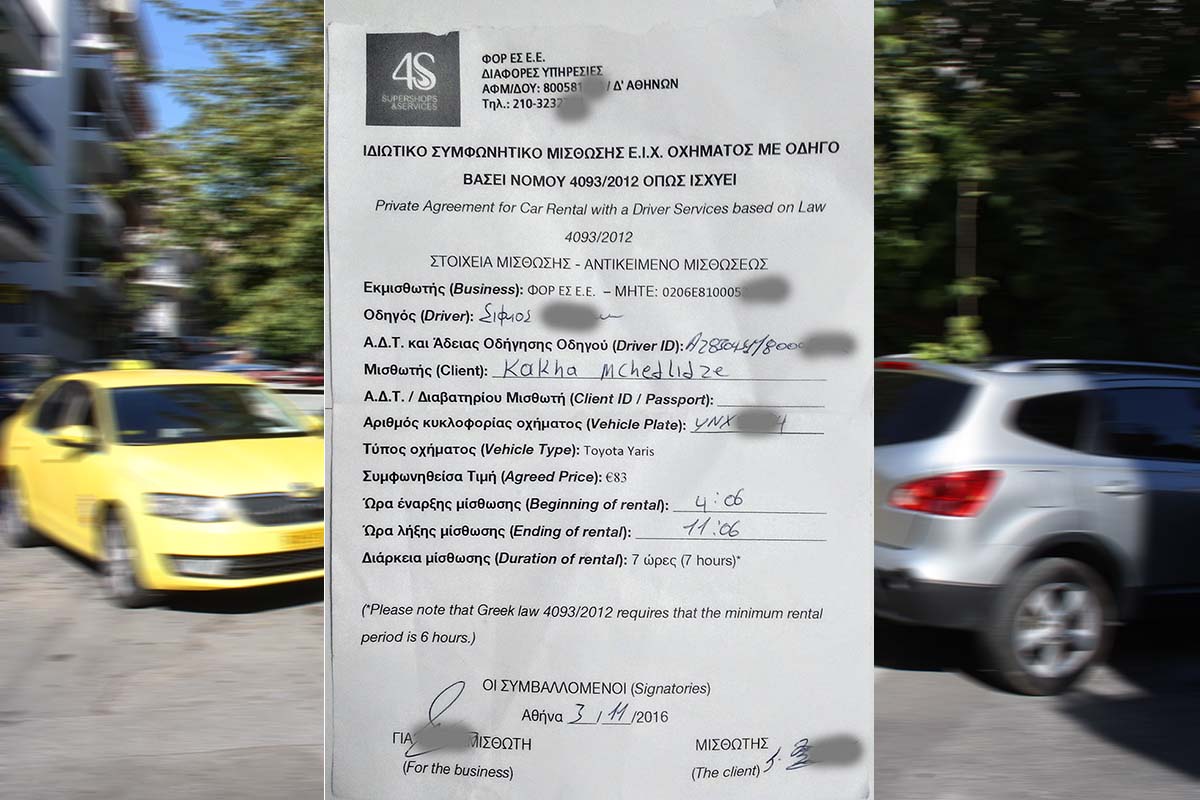 4S
SUPERSHOPS
&SERVICES
ΦΟΡ ΕΣ Ε.Ε.
ΔΙΑΦΟΡΕΣ ΥΠΗΡΕΣΙΕΣ
ΑΦΜ/ΔΟΥ: 80058 / Δ' ΑΘΗΝΩΝ
Τηλ.: 210-323
ΙΔΙΩΤΙΚΟ ΣΥΜΦΩΝΗΤΙΚΟ ΜΙΣΘΩΣΗΣ Ε.Ι.Χ. ΟΧΗΜΑΤΟΣ ΜΕ ΟΔΗΓΟ
ΒΑΣΕΙ ΝΟΜΟΥ 4093/2012 ΟΠΩΣ ΙΣΧΥΕΙ
Private Agreement for Car Rental with a Driver Services based on Law
4093/2012
ΣΤΟΙΧΕΙΑ ΜΙΣΘΩΣΗΣ - ΑΝΤΙΚΕΙΜΕΝΟ ΜΙΣΘΩΣΕΩΣ
Εκμισθωτής (Business): ΦΟΡ ΕΣ Ε.Ε. – ΜΗΤΕ: 0206Ε810005
Οδηγός (Driver): Σιφμος
Α.Δ.Τ. και Άδειας Οδήγησης Οδηγού (Driver ID):
Μισθωτής (Client): Kakha mchedlidze
Α.Δ.Τ. / Διαβατηρίου Μισθωτή (Client ID / Passport):
Αριθμός κυκλοφορίας οχήματος (Vehicle Plate): YNX 4
Τύπος οχήματος (Vehicle Type): Toyota Yaris
Συμφωνηθείσα Τιμή (Agreed Price): €83
Ώρα έναρξης μίσθωσης (Beginning of rental): 4:06
Ώρα λήξης μίσθωσης (Ending of rental): 11:06
Διάρκεια μίσθωσης (Duration of rental): 7 ώρες (7 hours)*
(*Please note that Greek law 4093/2012 requires that the minimum rental
period is 6 hours.)
ΟΙ ΣΥΜΒΑΛΛΟΜΕΝΟΙ (Signatories)
Αθήνα 3/11/2016
ΓΙΑ ΜΙΣΘΩΤΗ
(For the business)
ΜΙΣΘΩΤΗΣ
(The client)